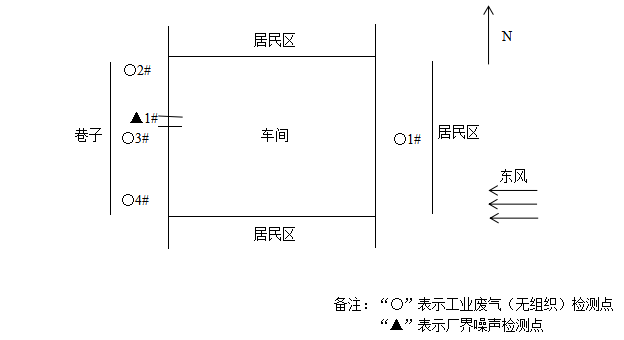 居民区
N
○2#
▲1#
巷子
○3#
车间
○1#
居民区
东风
○4#
居民区
备注：“○”表示工业废气（无组织）检测点
“▲”表示厂界噪声检测点